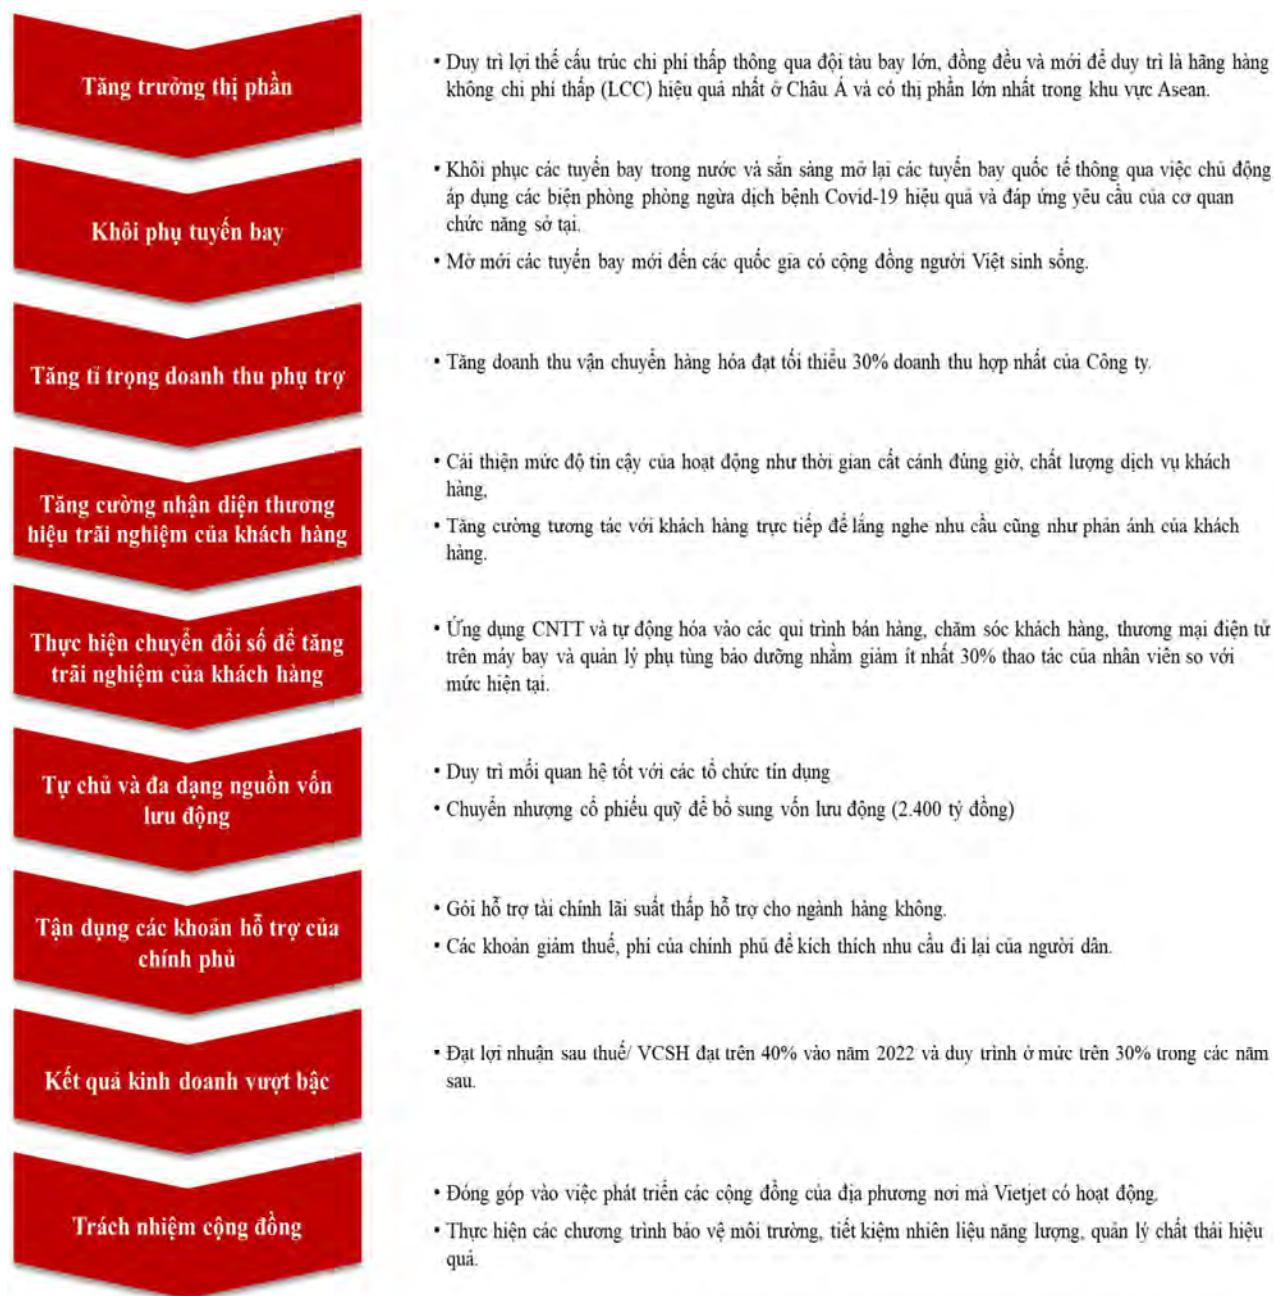 Tăng trưởng thị phần
• Duy trì lợi thế cấu trúc chi phí thấp thông qua đội tàu bay lớn, đồng đều và mới để duy trì là hãng hàng
không chi phí thấp (LCC) hiệu quả nhất ở Châu Á và có thị phần lớn nhất trong khu vực Asean.
Khôi phụ tuyến bay
• Khôi phục các tuyến bay trong nước và sẵn sàng mở lại các tuyến bay quốc tế thông qua việc chủ động
áp dụng các biện phòng phòng ngừa dịch bệnh Covid-19 hiệu quả và đáp ứng yêu cầu của cơ quan
chức năng sở tại.
• Mở mới các tuyến bay mới đến các quốc gia có cộng đồng người Việt sinh sống.
Tăng tỉ trọng doanh thu phụ trợ
• Tăng doanh thu vận chuyển hàng hóa đạt tối thiểu 30% doanh thu hợp nhất của Công ty.
Tăng cường nhận diện thương
hiệu trãi nghiệm của khách hàng
• Cải thiện mức độ tin cậy của hoạt động như thời gian cất cánh đúng giờ, chất lượng dịch vụ khách
hàng,
• Tăng cường tương tác với khách hàng trực tiếp để lắng nghe nhu cầu cũng như phản ánh của khách
hàng.
Thực hiện chuyển đổi số để tăng
trãi nghiệm của khách hàng
• Ứng dụng CNTT và tự động hóa vào các qui trình bán hàng, chăm sóc khách hàng, thương mại điện tử
trên máy bay và quản lý phụ tùng bảo dưỡng nhằm giảm ít nhất 30% thao tác của nhân viên so với
mức hiện tại.
Tự chủ và đa dạng nguồn vốn
lưu động
• Duy trì mối quan hệ tốt với các tổ chức tín dụng
• Chuyển nhượng cổ phiếu quỹ để bổ sung vốn lưu động (2.400 tỷ đồng)
Tận dụng các khoản hỗ trợ của
chính phủ
• Gói hỗ trợ tài chính lãi suất thấp hỗ trợ cho ngành hàng không.
• Các khoản giảm thuế, phí của chính phủ để kích thích nhu cầu đi lại của người dân.
Kết quả kinh doanh vượt bậc
• Đạt lợi nhuận sau thuế/ VCSH đạt trên 40% vào năm 2022 và duy trình ở mức trên 30% trong các năm
sau.
Trách nhiệm cộng đồng
• Đóng góp vào việc phát triển các cộng đồng của địa phương nơi mà Vietjet có hoạt động.
• Thực hiện các chương trình bảo vệ môi trường, tiết kiệm nhiên liệu năng lượng, quản lý chất thải hiệu
quả.